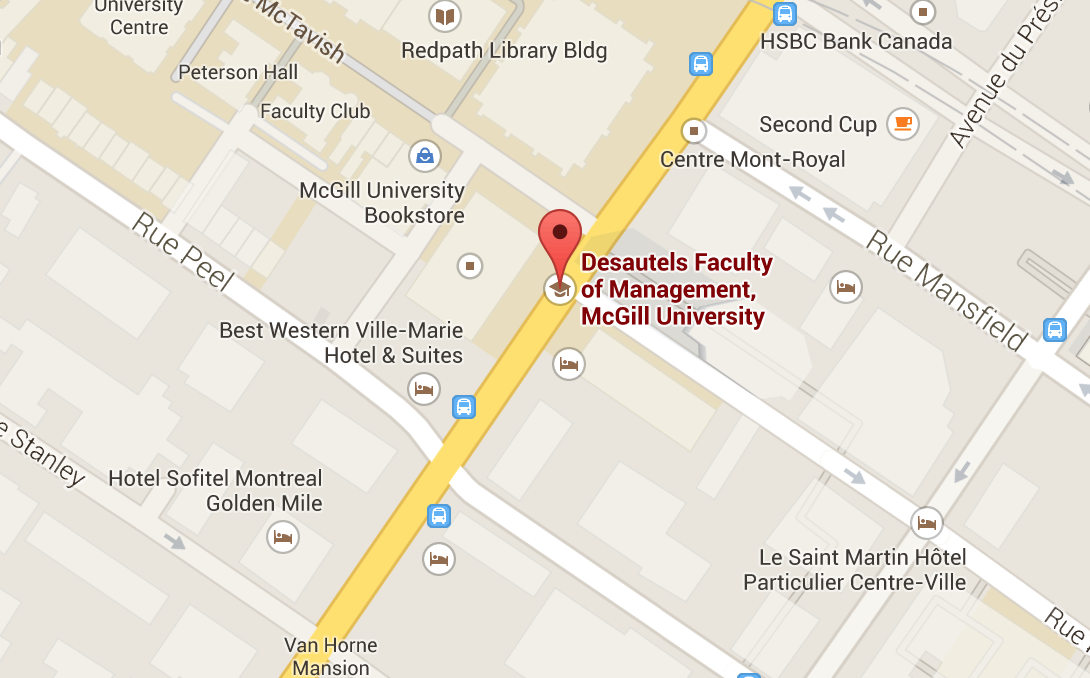 University
Centre
McTavish
Redpath Library Bldg
HSBC Bank Canada
Avenue du Prés
Peterson Hall
Faculty Club
Second Cup
Centre Mont-Royal
McGill University
Bookstore
Rue Peel
Rue Mansfield
Desautels Faculty
of Management,
McGill University
Best Western Ville-Marie
Hotel & Suites
Stanley
Hotel Sofitel Montreal
Golden Mile
Le Saint Martin Hôtel
Particulier Centre-Ville
Rue
Van Horne
Mansion